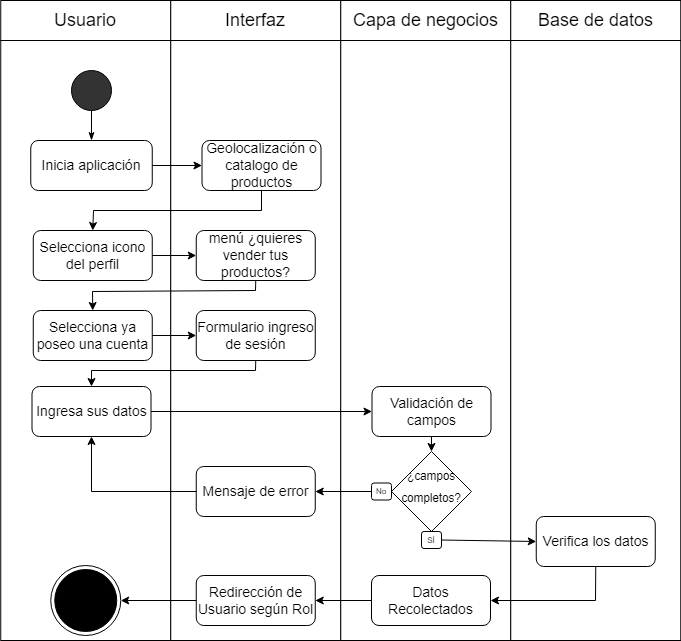 Usuario
Interfaz
Capa de negocios
Base de datos
Inicia aplicación
Geolocalización o
catalogo de
productos
Selecciona icono
del perfil
menú ¿quieres
vender tus
productos?
Selecciona ya
poseo una cuenta
Formulario ingreso
de sesión
Ingresa sus datos
Validación de
campos
¿campos
completos?
No
Mensaje de error
SÍ
Verifica los datos
Datos
Recolectados
Redirección de
Usuario según Rol